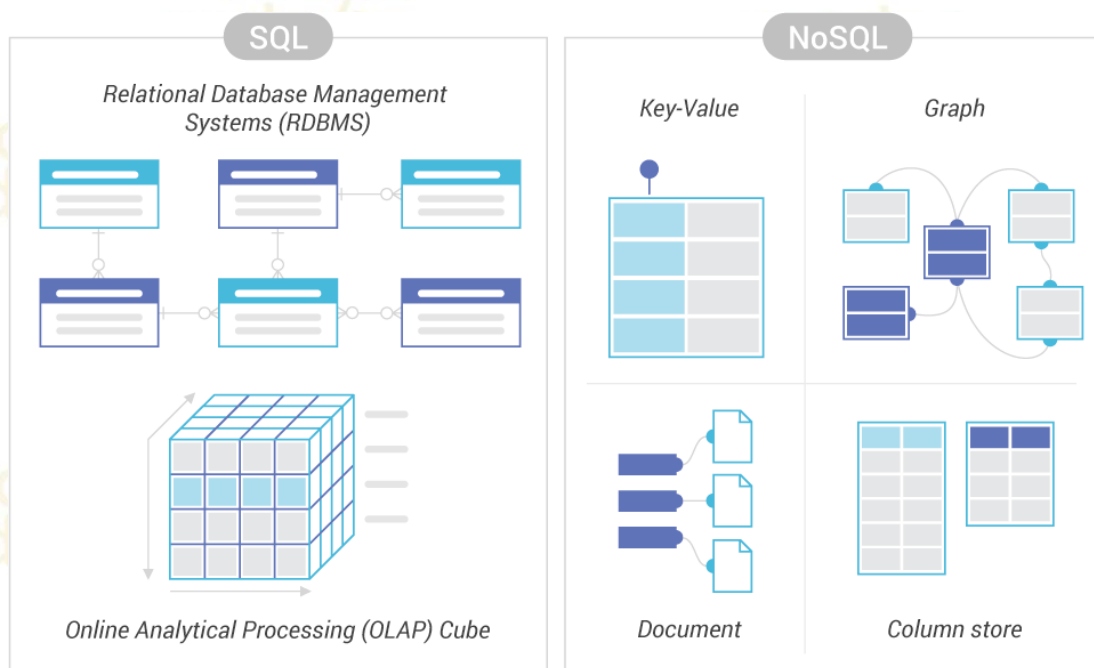 SQL
Relational Database Management
Systems (RDBMS)
Online Analytical Processing (OLAP) Cube
NoSQL
Key-Value
Graph
Document
Column store